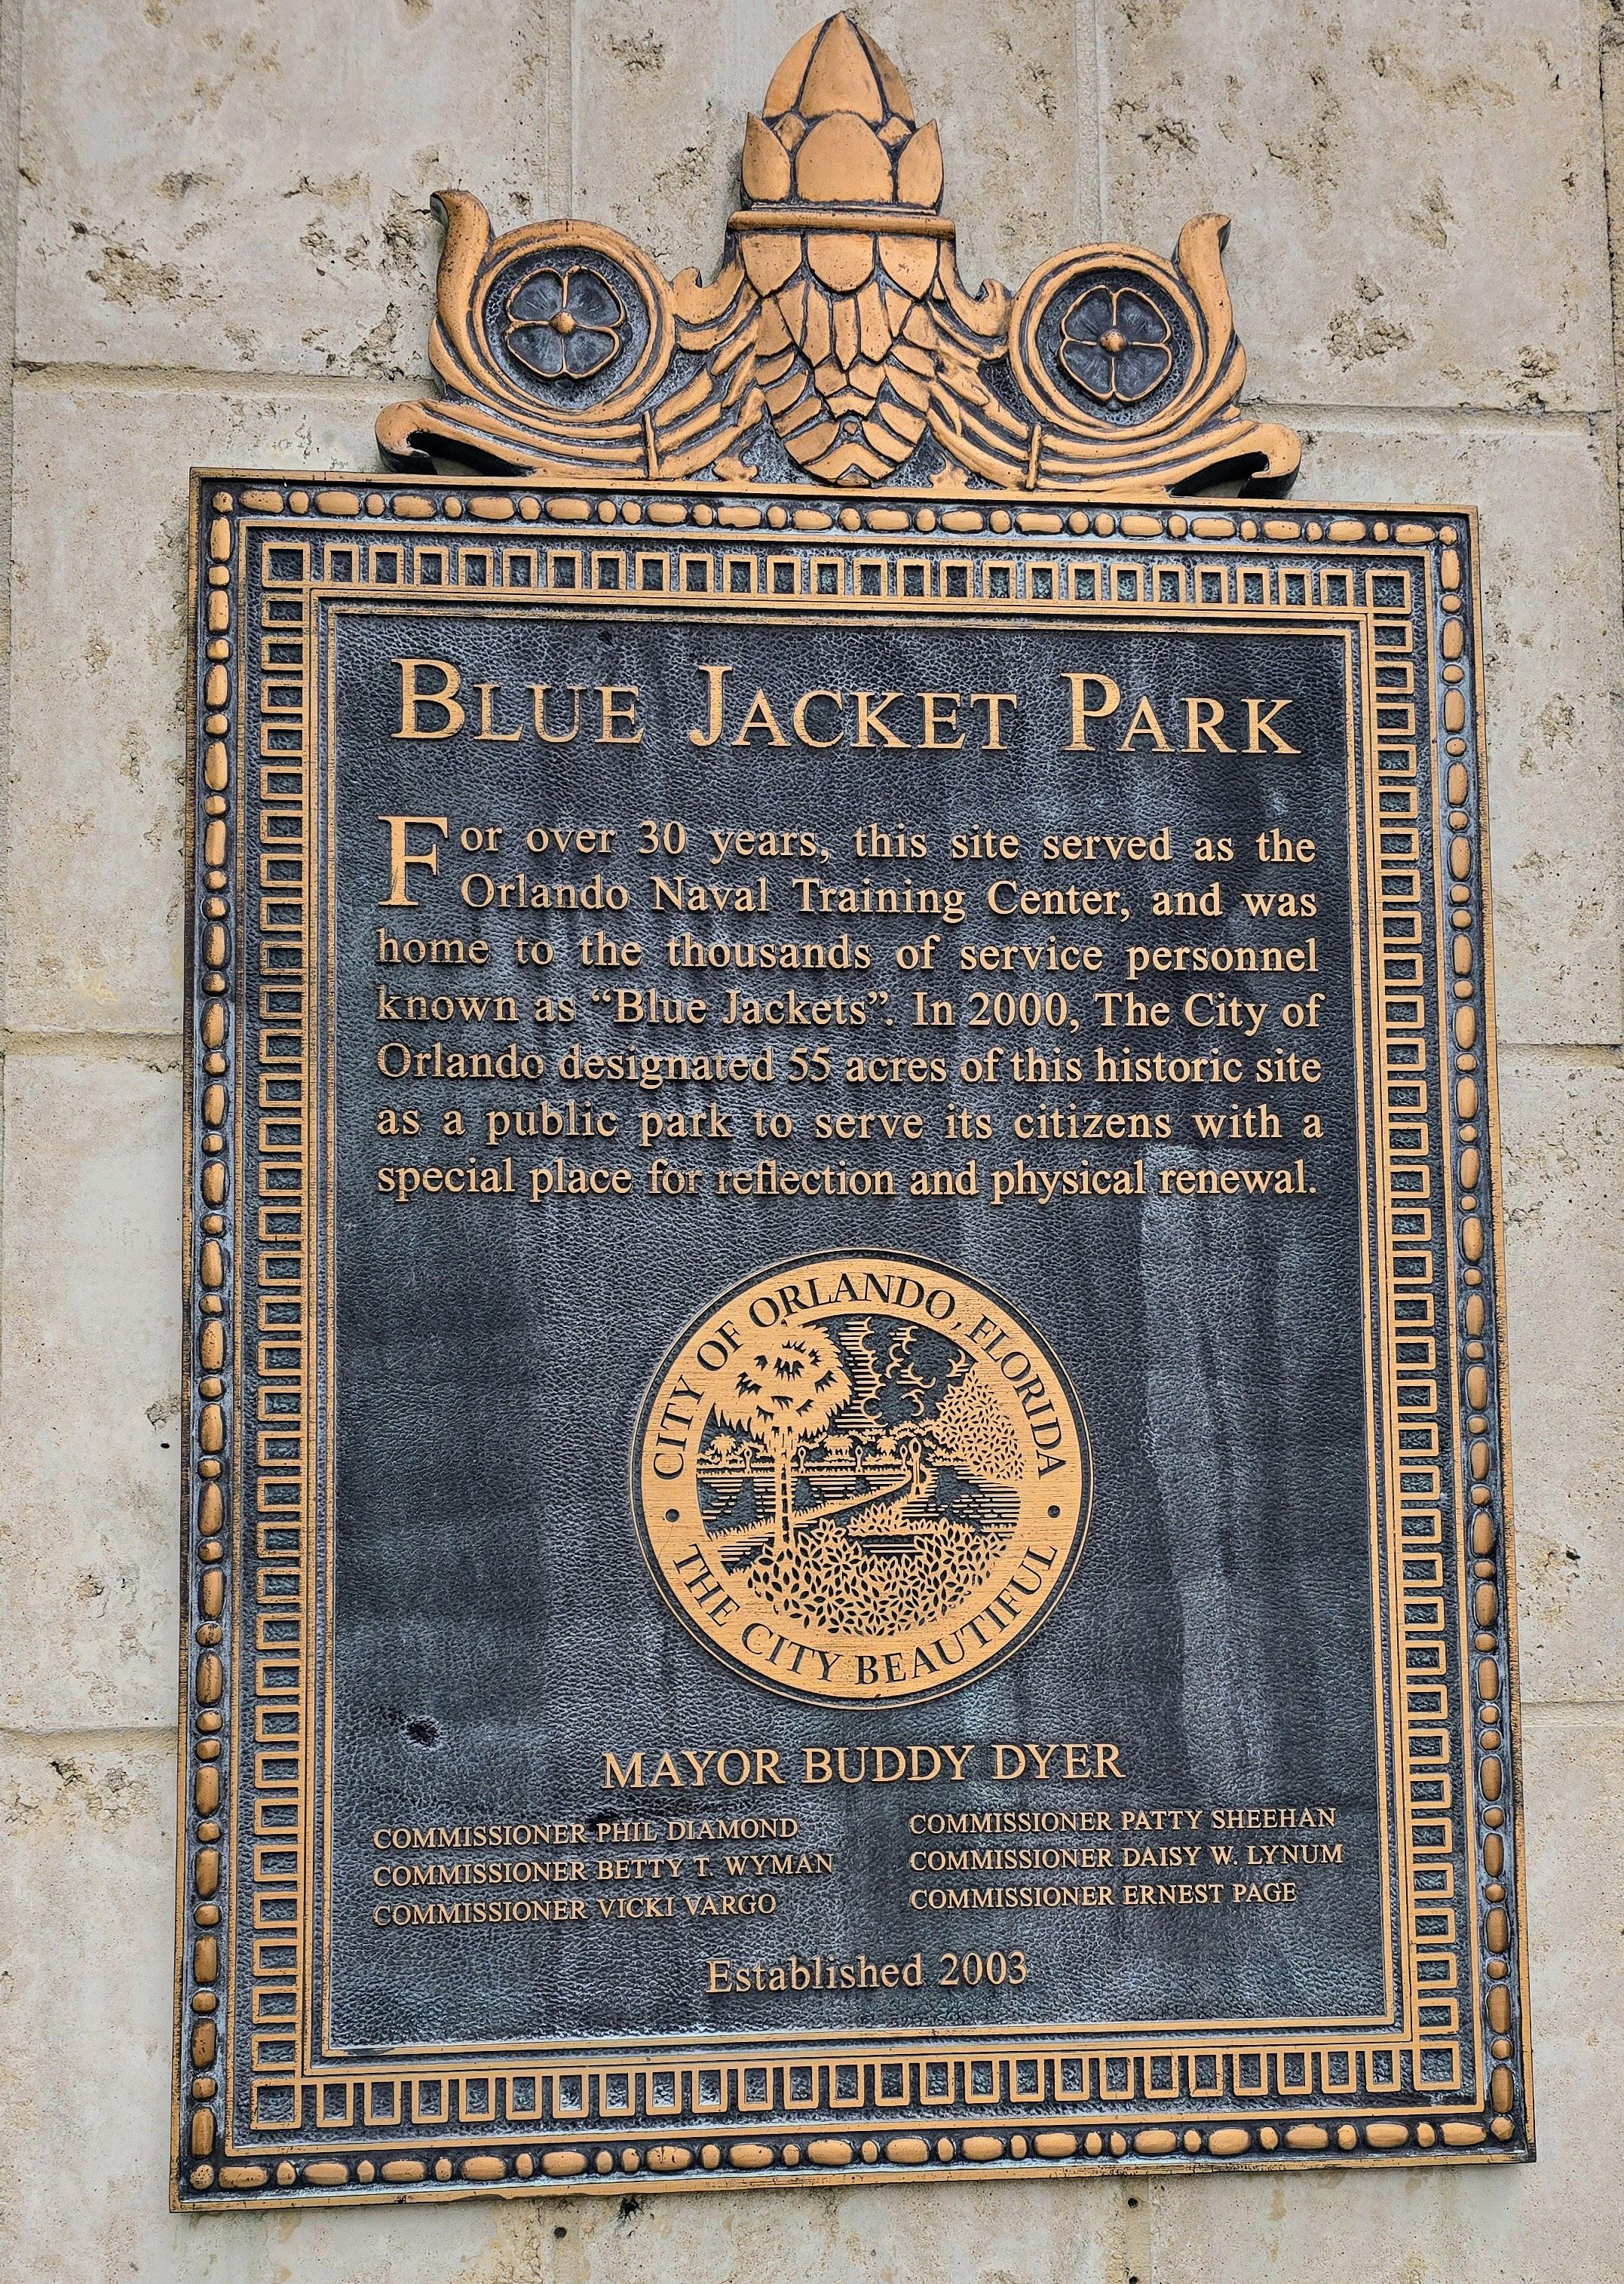 BLUE JACKET PARK
For over 30 years, this site served as the
Orlando Naval Training Center, and was
home to the thousands of service personnel
known as “Blue Jackets”. In 2000, The City of
Orlando designated 55 acres of this historic site
as a public park to serve its citizens with a
special place for reflection and physical renewal.
CITY OF ORLANDO, FLORIDA
• THE CITY BEAUTIFUL •
MAYOR BUDDY DYER
COMMISSIONER PHIL DIAMOND
COMMISSIONER BETTY T. WYMAN
COMMISSIONER VICKI VARGO
COMMISSIONER PATTY SHEEHAN
COMMISSIONER DAISY W. LYNUM
COMMISSIONER ERNEST PAGE
Established 2003